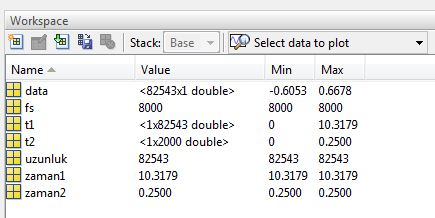 Workspace
Stack: Base Select data to plot
Name Value Min Max
data <82543x1 double> -0.6053 0.6678
fs 8000 8000 8000
t1 <1x82543 double> 0 10.3179
t2 <1x2000 double> 0 0.2500
uzunluk 82543 82543 82543
zaman1 10.3179 10.3179 10.3179
zaman2 0.2500 0.2500 0.2500